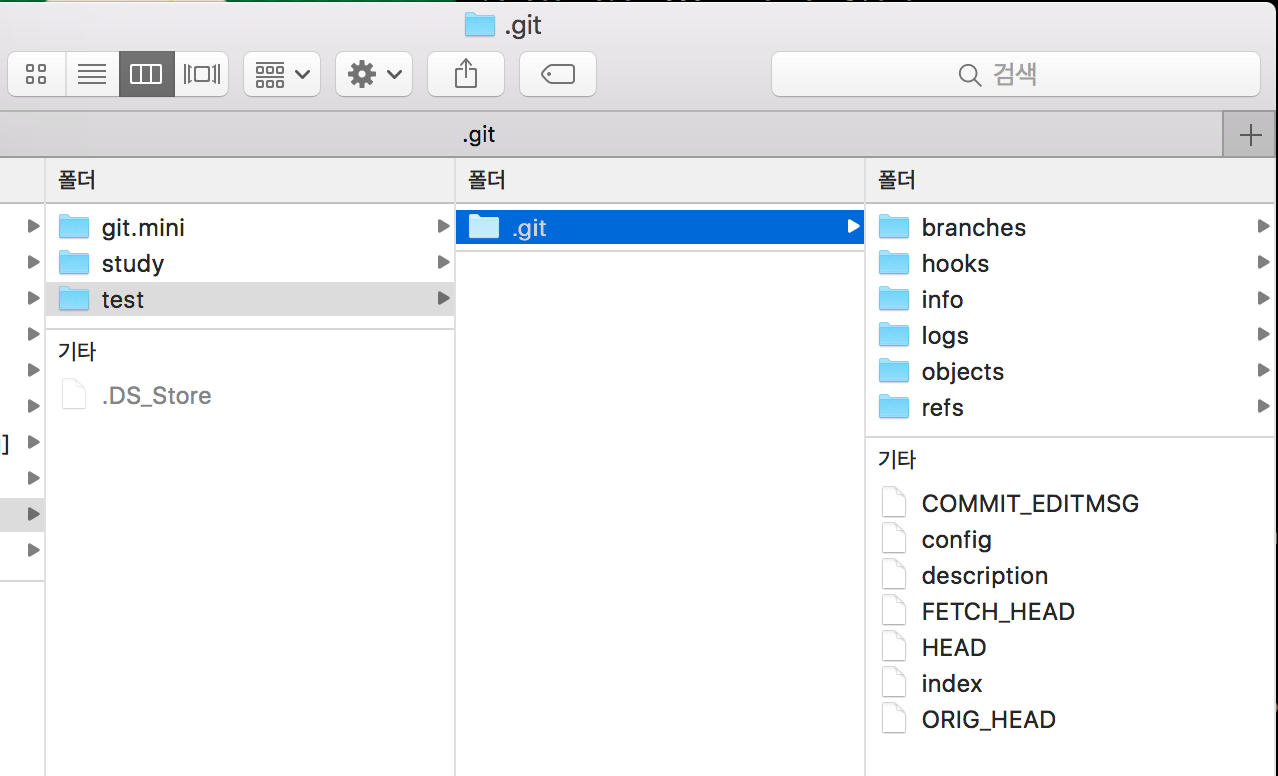 .git
검색
.git
폴더
폴더
폴더
git.mini
study
test
기타
.DS_Store
]
.git
branches
hooks
info
logs
objects
refs
기타
COMMIT_EDITMSG
config
description
FETCH_HEAD
HEAD
index
ORIG_HEAD